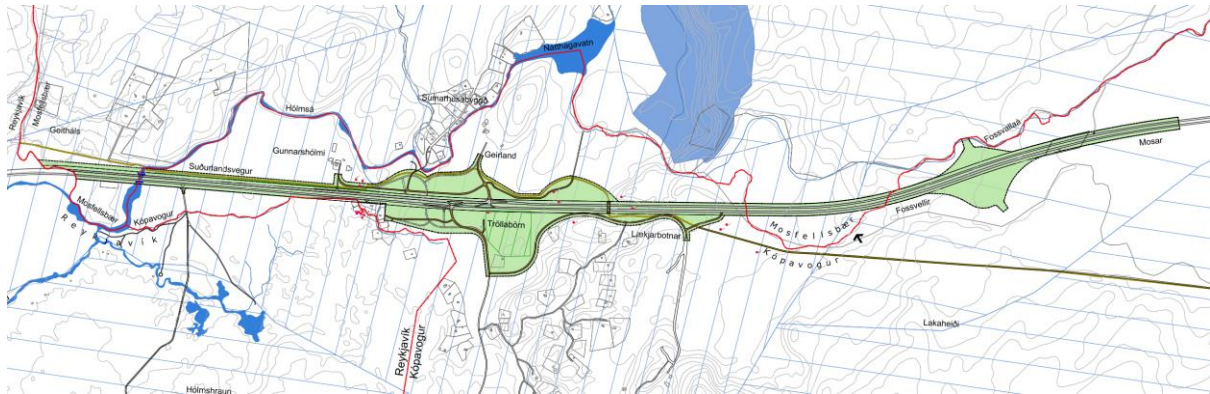 Nátthagavatn
Reykjavík
Mosfellsbær
Geitháls
Hólmsá
Sumarhúsabyggð
Gunnarshólmi
Geirland
Suðurlandsvegur
Fossvallaá
Mosar
Mosfellsbær
Kópavogur
Reykjavík
Tröllabörn
Lækjarbotnar
Fossvellir
Mosfellsbær
Kópavogur
Reykjavík
Kópavogur
Lakaheiði
Hólmshraun